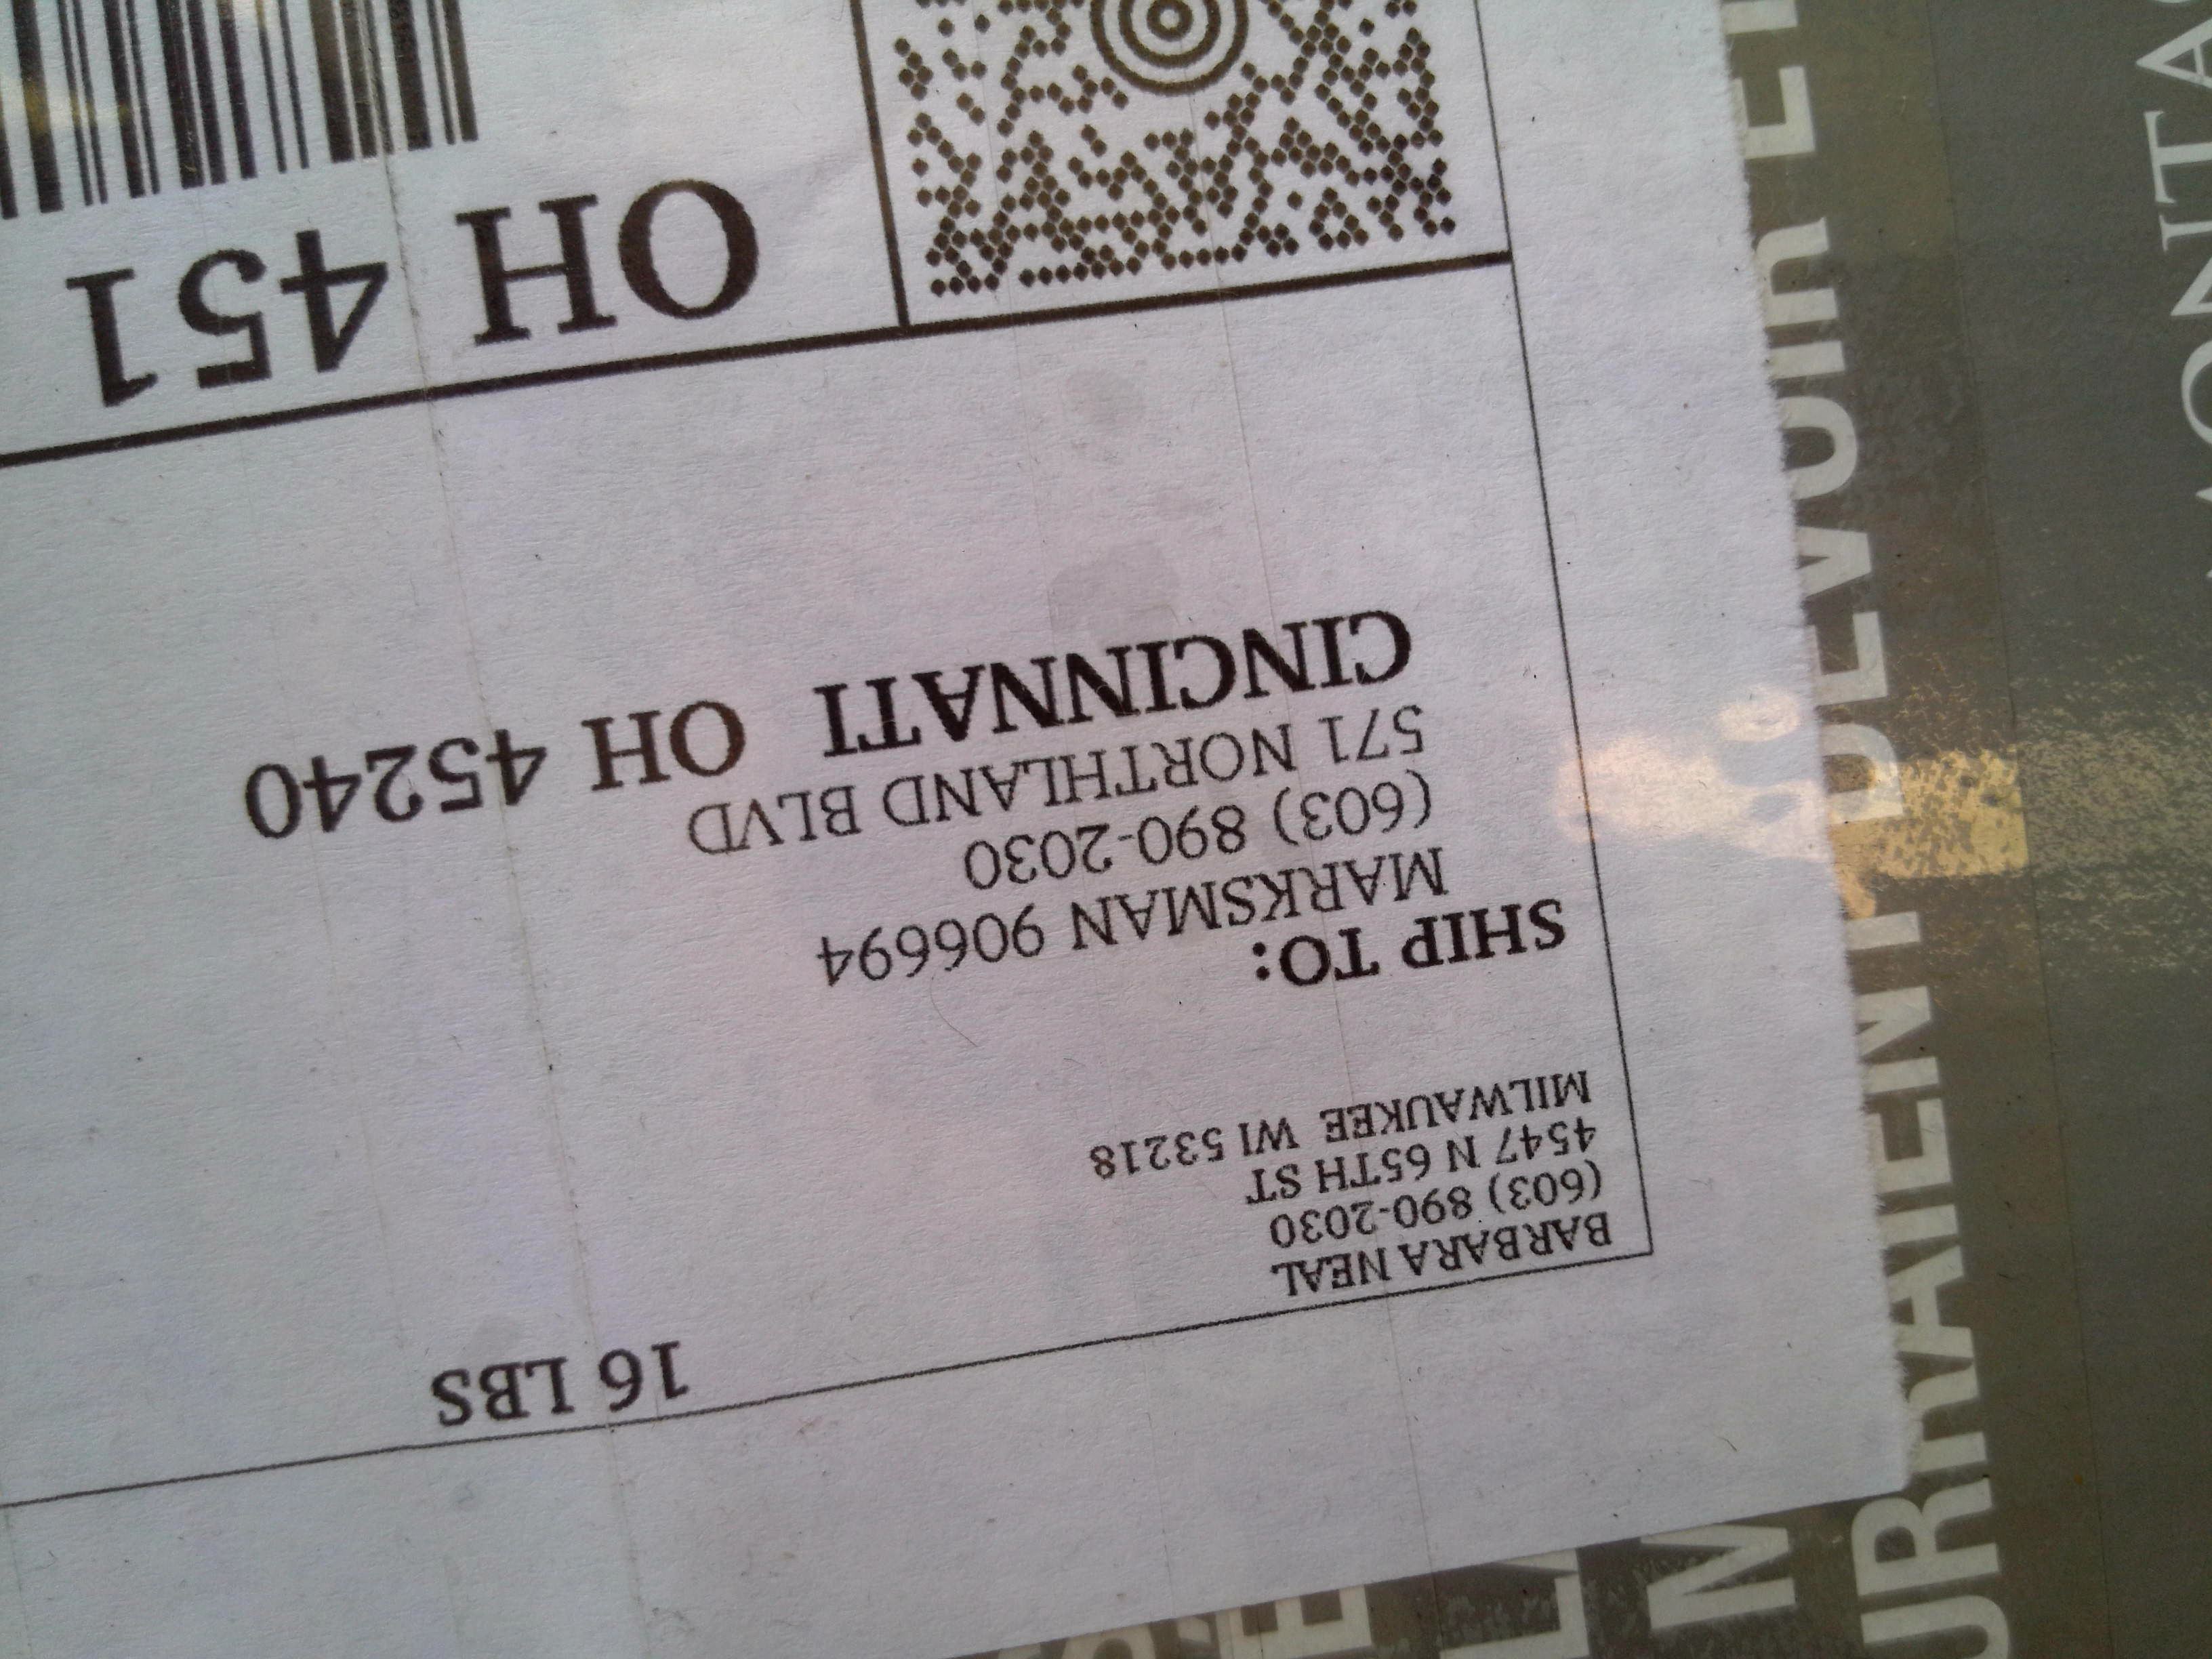 16 LBS
BARBARA NEAL
(603) 890-2030
4547 N 65TH ST
MILWAUKEE WI 53218
SHIP TO:
MARKSMAN 906694
(603) 890-2030
571 NORTHLAND BLVD
CINCINNATI OH 45240
OH 451